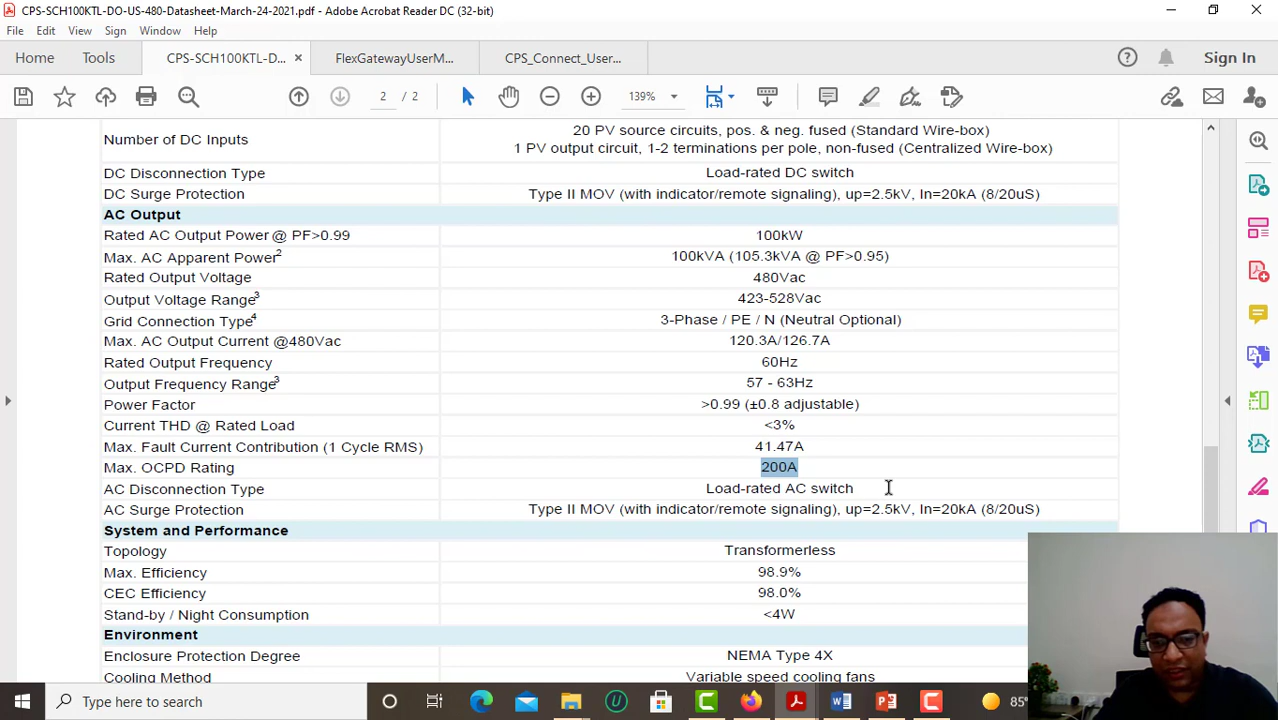 CPS-SCH100KTL-DO-US-480-Datasheet-March-24-2021.pdf - Adobe Acrobat Reader DC (32-bit)
File Edit View Sign Window Help
Home Tools CPS-SCH100KTL-D... × FlexGatewayUserM... CPS_Connect_User... Sign In
2 / 2 139%
Number of DC Inputs
20 PV source circuits, pos. & neg. fused (Standard Wire-box)
1 PV output circuit, 1-2 terminations per pole, non-fused (Centralized Wire-box)
DC Disconnection Type Load-rated DC switch
DC Surge Protection Type II MOV (with indicator/remote signaling), up=2.5kV, In=20kA (8/20uS)
AC Output
Rated AC Output Power @ PF>0.99 100kW
Max. AC Apparent Power2 100kVA (105.3kVA @ PF>0.95)
Rated Output Voltage 480Vac
Output Voltage Range3 423-528Vac
Grid Connection Type4 3-Phase / PE / N (Neutral Optional)
Max. AC Output Current @480Vac 120.3A/126.7A
Rated Output Frequency 60Hz
Output Frequency Range3 57 - 63Hz
Power Factor >0.99 (±0.8 adjustable)
Current THD @ Rated Load <3%
Max. Fault Current Contribution (1 Cycle RMS) 41.47A
Max. OCPD Rating 200A
AC Disconnection Type Load-rated AC switch
AC Surge Protection Type II MOV (with indicator/remote signaling), up=2.5kV, In=20kA (8/20uS)
System and Performance
Topology Transformerless
Max. Efficiency 98.9%
CEC Efficiency 98.0%
Stand-by / Night Consumption <4W
Environment
Enclosure Protection Degree NEMA Type 4X
Cooling Method Variable speed cooling fans
Type here to search 85°